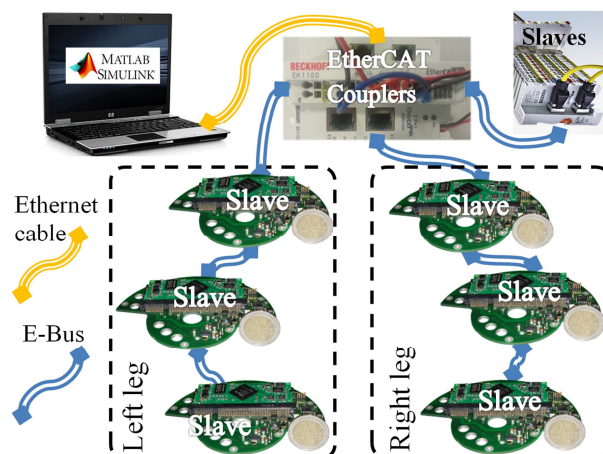 MATLAB
SIMULINK
BECKHOFF
EK1100
EtherCAT
Couplers
Slaves
Ethernet
cable
E-Bus
Slave
Slave
Slave
Left leg
Slave
Slave
Slave
Right leg